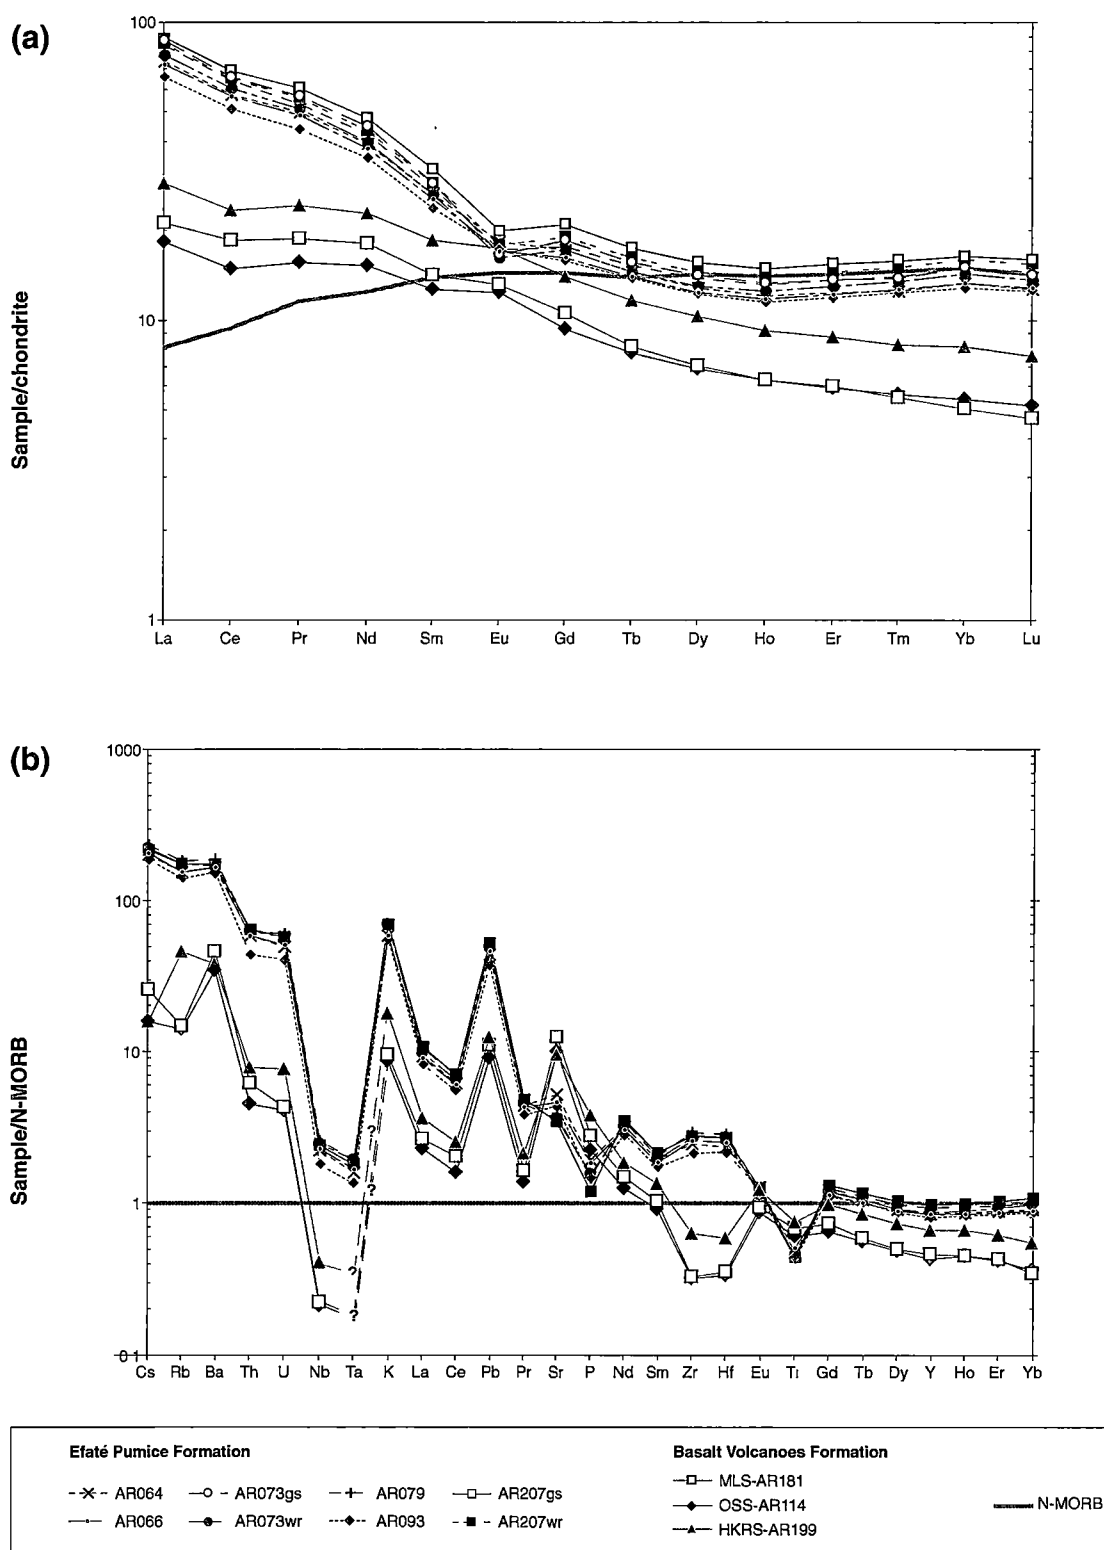 (a)
100
10
1
Sample/chondrite
La Ce Pr Nd Sm Eu Gd Tb Dy Ho Er Tm Yb Lu
(b)
1000
100
10
1
0 1
Sample/N-MORB
? ?
? ?
Cs Rb Ba Th U Nb Ta K La Ce Pb Pr Sr P Nd Sm Zr Hf Eu Ti Gd Tb Dy Y Ho Er Yb
Efaté Pumice Formation
AR064 AR073gs AR079 AR207gs
AR066 AR073wr AR093 AR207wr
Basalt Volcanoes Formation
MLS-AR181
OSS-AR114
HKRS-AR199
N-MORB